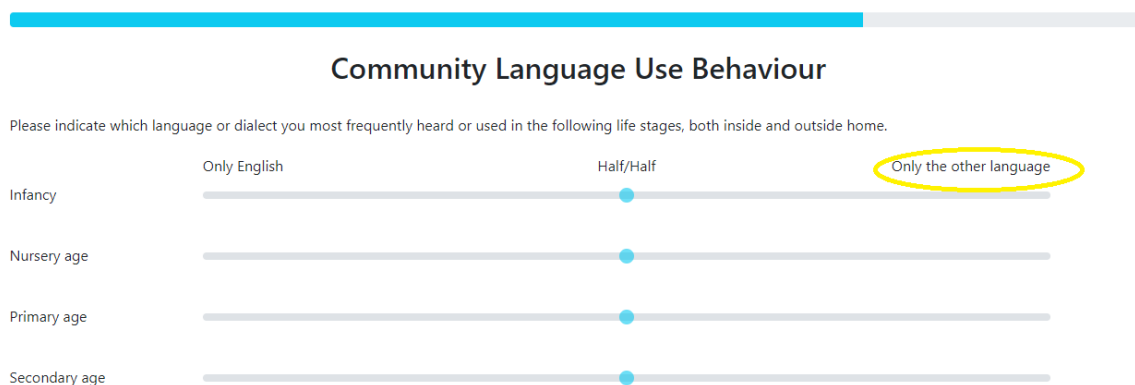 Community Language Use Behaviour
Please indicate which language or dialect you most frequently heard or used in the following life stages, both inside and outside home.
Only English Half/Half Only the other language
Infancy
Nursery age
Primary age
Secondary age